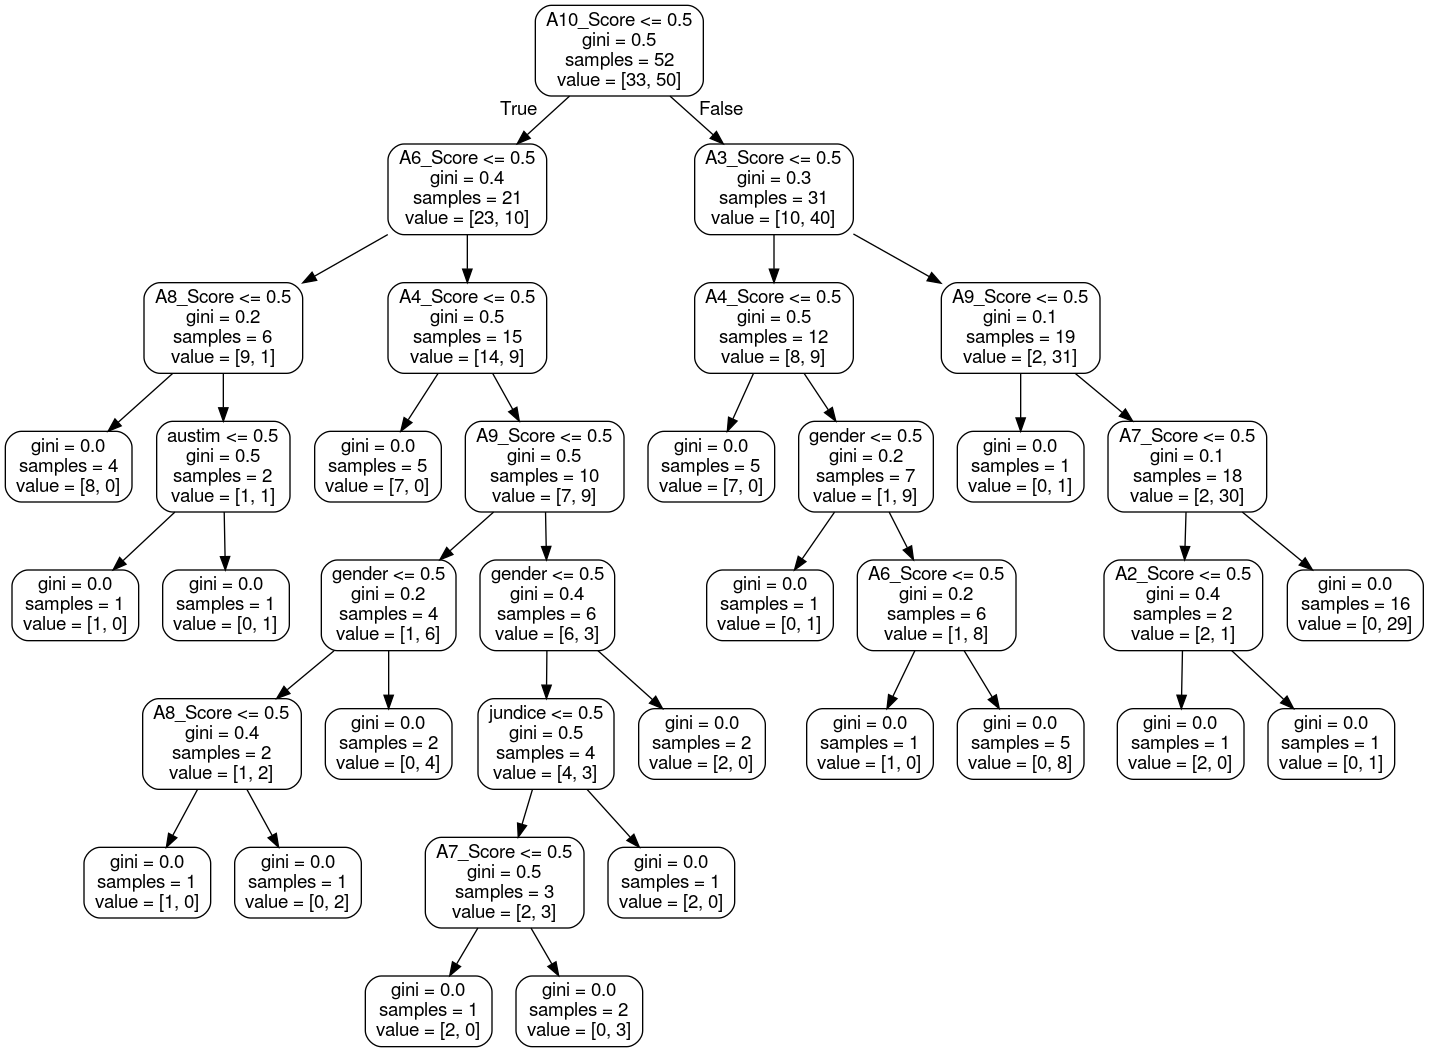 A10_Score <= 0.5
gini = 0.5
samples = 52
value = [33, 50]
True
False
A6_Score <= 0.5
gini = 0.4
samples = 21
value = [23, 10]
A3_Score <= 0.5
gini = 0.3
samples = 31
value = [10, 40]
A8_Score <= 0.5
gini = 0.2
samples = 6
value = [9, 1]
A4_Score <= 0.5
gini = 0.5
samples = 15
value = [14, 9]
A4_Score <= 0.5
gini = 0.5
samples = 12
value = [8, 9]
A9_Score <= 0.5
gini = 0.1
samples = 19
value = [2, 31]
gini = 0.0
samples = 4
value = [8, 0]
austim <= 0.5
gini = 0.5
samples = 2
value = [1, 1]
gini = 0.0
samples = 5
value = [7, 0]
A9_Score <= 0.5
gini = 0.5
samples = 10
value = [7, 9]
gini = 0.0
samples = 5
value = [7, 0]
gender <= 0.5
gini = 0.2
samples = 7
value = [1, 9]
gini = 0.0
samples = 1
value = [0, 1]
A7_Score <= 0.5
gini = 0.1
samples = 18
value = [2, 30]
gini = 0.0
samples = 1
value = [1, 0]
gini = 0.0
samples = 1
value = [0, 1]
gender <= 0.5
gini = 0.2
samples = 4
value = [1, 6]
gender <= 0.5
gini = 0.4
samples = 6
value = [6, 3]
gini = 0.0
samples = 1
value = [0, 1]
A6_Score <= 0.5
gini = 0.2
samples = 6
value = [1, 8]
A2_Score <= 0.5
gini = 0.4
samples = 2
value = [2, 1]
gini = 0.0
samples = 16
value = [0, 29]
A8_Score <= 0.5
gini = 0.4
samples = 2
value = [1, 2]
gini = 0.0
samples = 2
value = [0, 4]
jundice <= 0.5
gini = 0.5
samples = 4
value = [4, 3]
gini = 0.0
samples = 2
value = [2, 0]
gini = 0.0
samples = 1
value = [1, 0]
gini = 0.0
samples = 5
value = [0, 8]
gini = 0.0
samples = 1
value = [2, 0]
gini = 0.0
samples = 1
value = [0, 1]
gini = 0.0
samples = 1
value = [1, 0]
gini = 0.0
samples = 1
value = [0, 2]
A7_Score <= 0.5
gini = 0.5
samples = 3
value = [2, 3]
gini = 0.0
samples = 1
value = [2, 0]
gini = 0.0
samples = 1
value = [2, 0]
gini = 0.0
samples = 2
value = [0, 3]